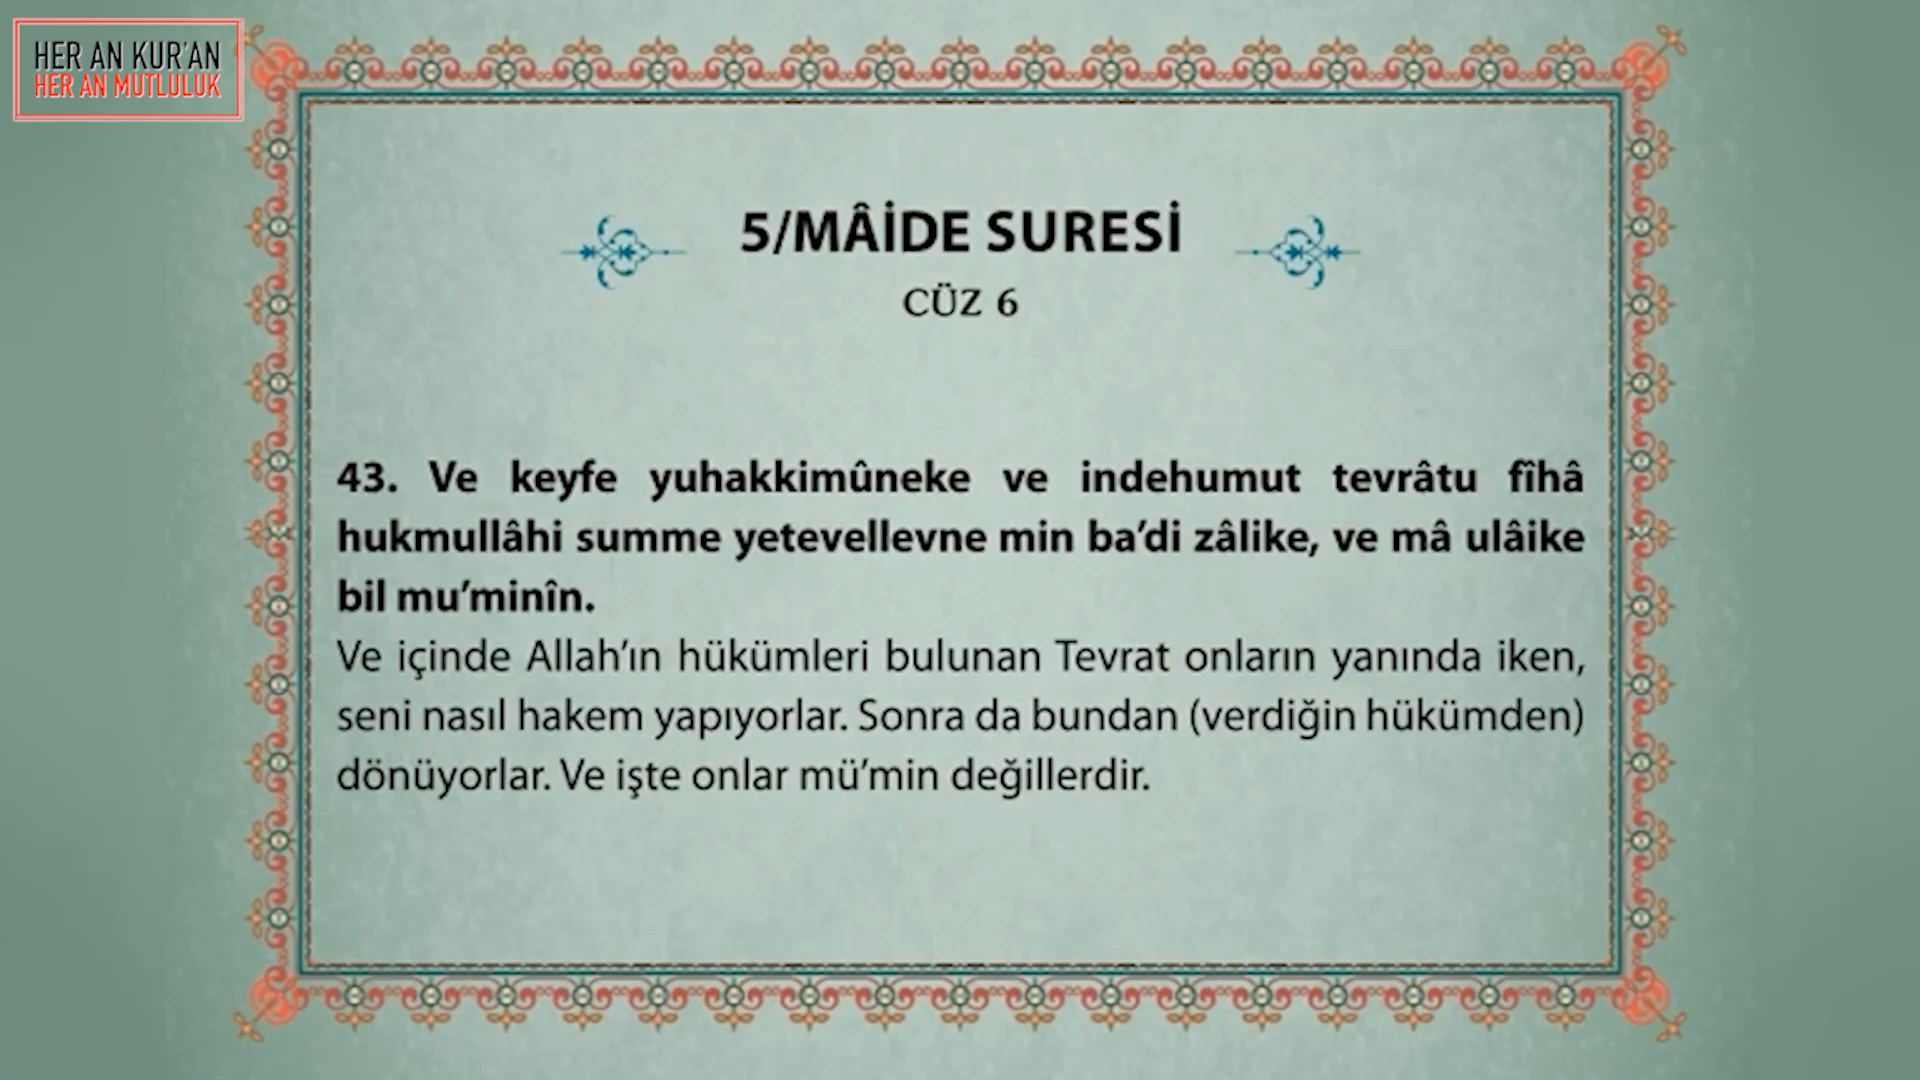 HER AN KUR'AN
HER AN MUTLULUK
5/MÂİDE SURESİ
CÜZ 6
43. Ve keyfe yuhakkimûneke ve indehumut tevrâtu fîhâ
hukmullâhi summe yetevellevne min ba’di zâlike, ve mâ ulâike
bil mu’minîn.
Ve içinde Allah’ın hükümleri bulunan Tevrat onların yanında iken,
seni nasıl hakem yapıyorlar. Sonra da bundan (verdiğin hükümden)
dönüyorlar. Ve işte onlar mü’min değillerdir.